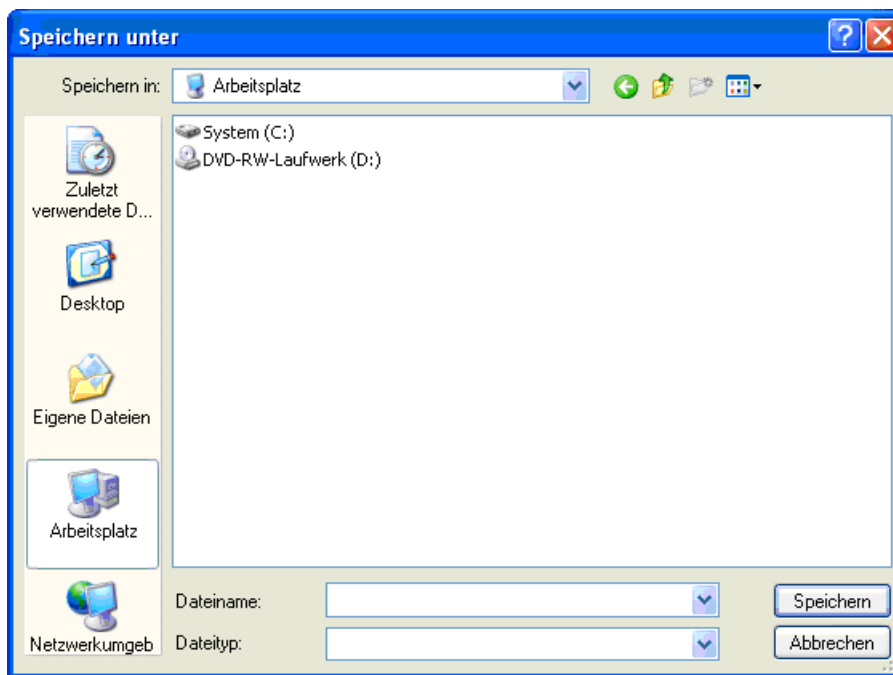 Speichern unter
Speichern in:
Arbeitsplatz
Zuletzt
verwendete D...
Desktop
Eigene Dateien
Arbeitsplatz
Netzwerkumgeb
System (C:)
DVD-RW-Laufwerk (D:)
Dateiname:
Speichern
Dateityp:
Abbrechen